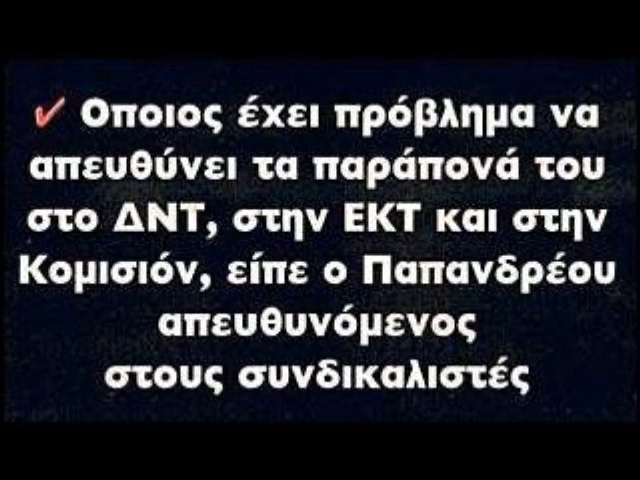 ✔ Οποιος έχει πρόβλημα να
απευθύνει τα παράπονά του
στο ΔΝΤ, στην ΕΚΤ και στην
Κομισιόν, είπε ο Παπανδρέου
απευθυνόμενος
στους συνδικαλιστές